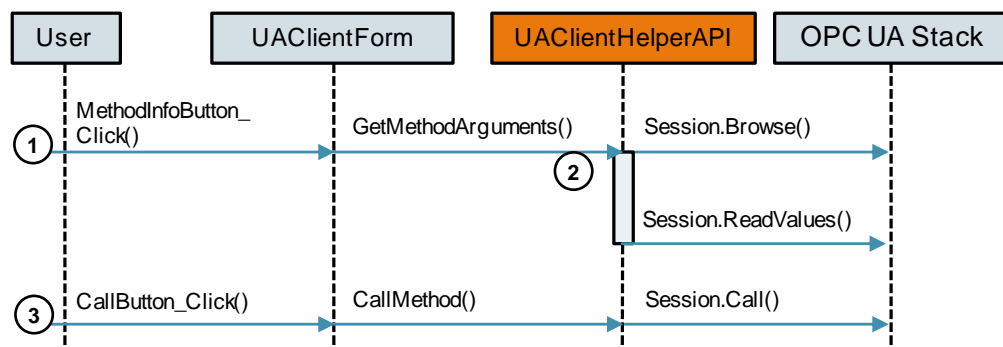 User
UAClientForm
UAClientHelperAPI
OPC UA Stack
MethodInfoButton_
Click()
GetMethodArguments()
Session.Browse()
1
2
Session.ReadValues()
3
CallButton_Click()
CallMethod()
Session.Call()